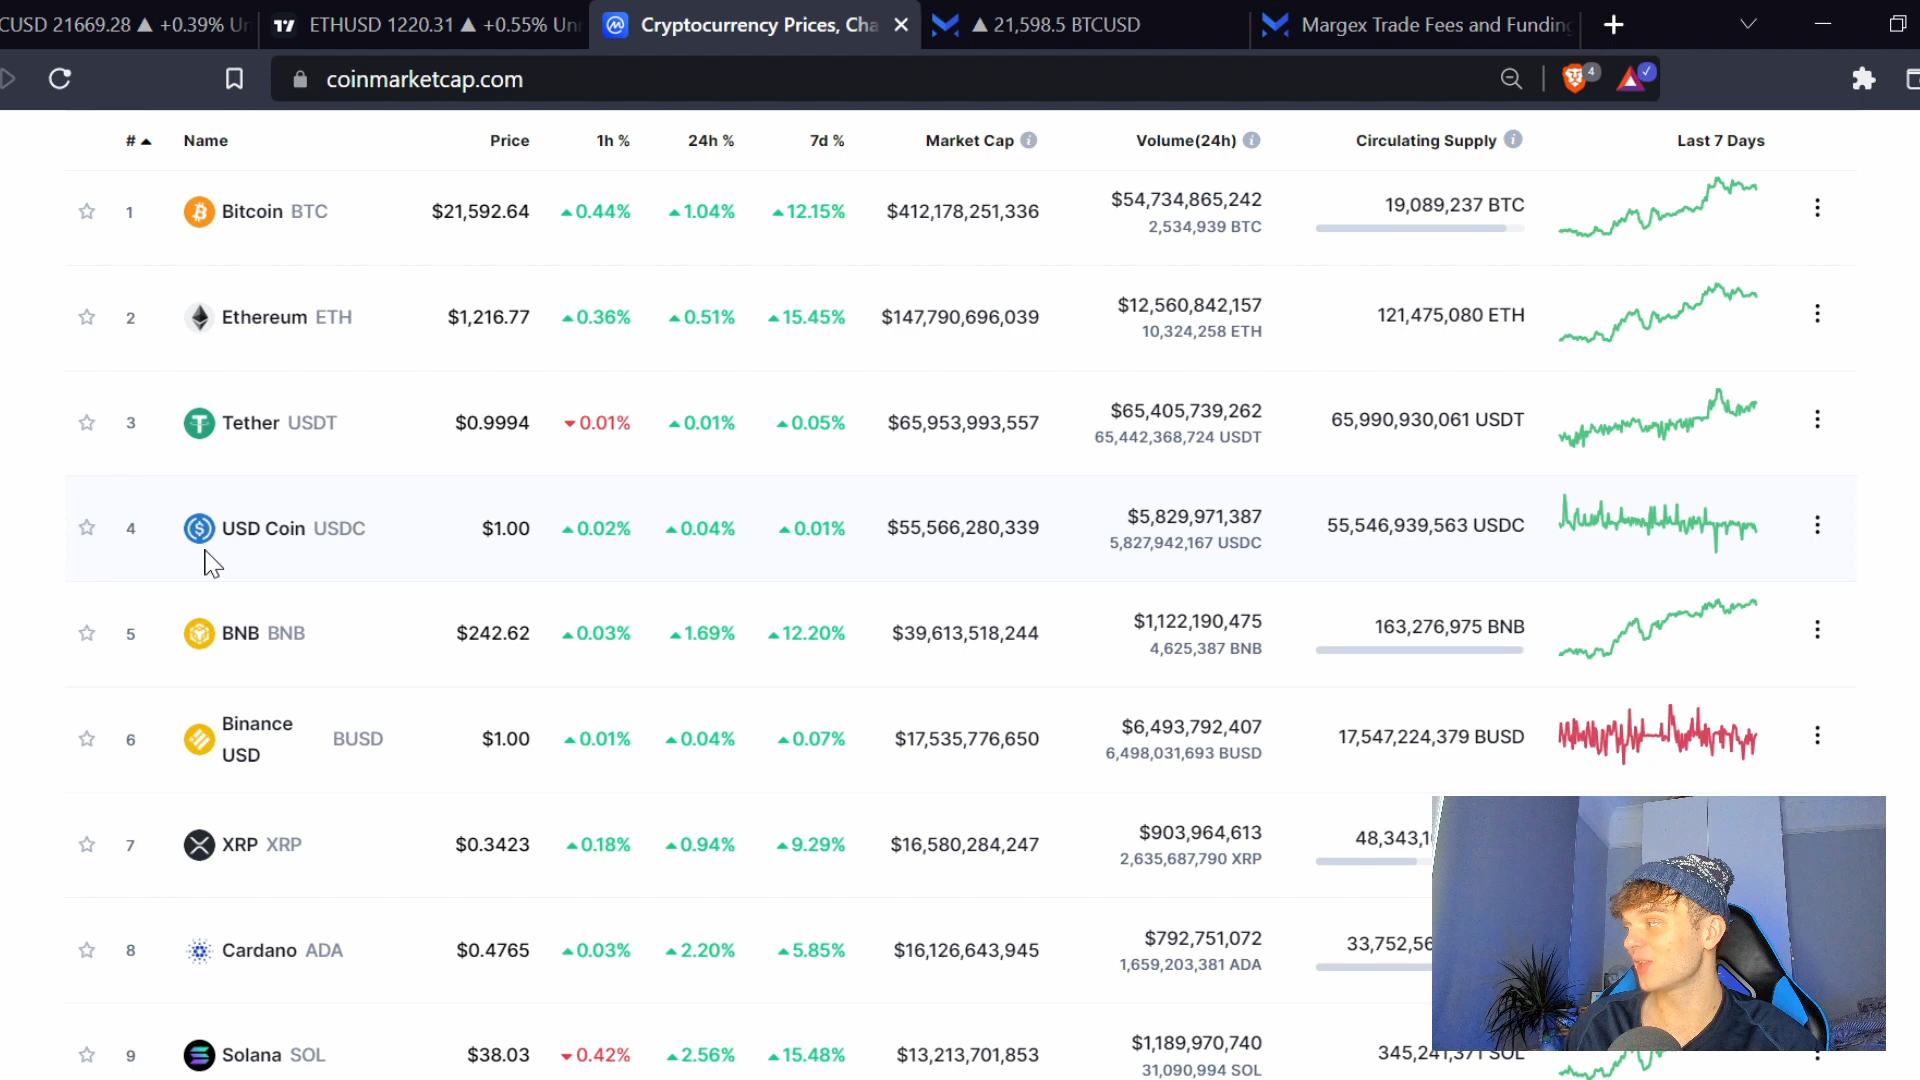 CUSD 21669.28 ▲ +0.39% Un
ETHUSD 1220.31 ▲ +0.55% Un
Cryptocurrency Prices, Cha
▲ 21,598.5 BTCUSD
Margex Trade Fees and Funding
coinmarketcap.com
4
# Name Price 1h % 24h % 7d % Market Cap Volume(24h) Circulating Supply Last 7 Days
1 Bitcoin BTC $21,592.64 0.44% 1.04% 12.15% $412,178,251,336 $54,734,865,242 19,089,237 BTC
2,534,939 BTC
2 Ethereum ETH $1,216.77 0.36% 0.51% 15.45% $147,790,696,039 $12,560,842,157 121,475,080 ETH
10,324,258 ETH
3 Tether USDT $0.9994 0.01% 0.01% 0.05% $65,953,993,557 $65,405,739,262 65,990,930,061 USDT
65,442,368,724 USDT
4 USD Coin USDC $1.00 0.02% 0.04% 0.01% $55,566,280,339 $5,829,971,387 55,546,939,563 USDC
5,827,942,167 USDC
5 BNB BNB $242.62 0.03% 1.69% 12.20% $39,613,518,244 $1,122,190,475 163,276,975 BNB
4,625,387 BNB
6 Binance USD BUSD $1.00 0.01% 0.04% 0.07% $17,535,776,650 $6,493,792,407 17,547,224,379 BUSD
6,498,031,693 BUSD
7 XRP XRP $0.3423 0.18% 0.94% 9.29% $16,580,284,247 $903,964,613 48,343,1
2,635,687,790 XRP
8 Cardano ADA $0.4765 0.03% 2.20% 5.85% $16,126,643,945 $792,751,072 33,752,56
1,659,203,381 ADA
9 Solana SOL $38.03 0.42% 2.56% 15.48% $13,213,701,853 $1,189,970,740 345,241,371 SOL
31,090,994 SOL